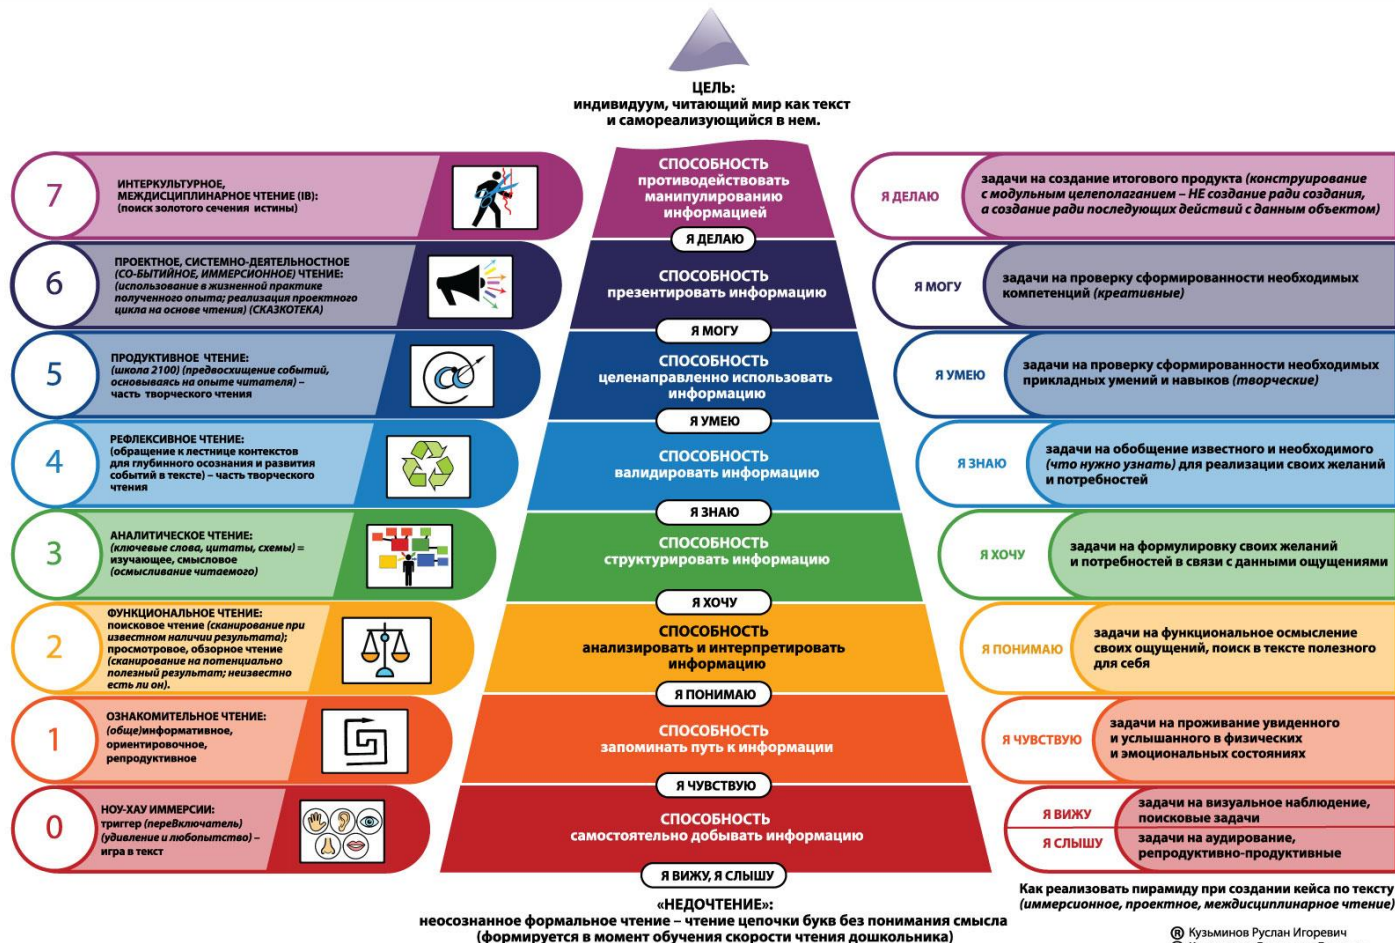 ЦЕЛЬ:
индивидуум, читающий мир как текст
и самореализующийся в нем.
7
ИНТЕРКУЛЬТУРНОЕ,
МЕЖДИСЦИПЛИНАРНОЕ ЧТЕНИЕ (IB):
(поиск золотого сечения истины)
СПОСОБНОСТЬ
противодействовать
манипулированию
информацией
Я ДЕЛАЮ
Я ДЕЛАЮ
задачи на создание итогового продукта (конструирование
с модульным целеполаганием – НЕ создание ради создания,
а создание ради последующих действий с данным объектом)
6
ПРОЕКТНОЕ, СИСТЕМНО-ДЕЯТЕЛЬНОСТНОЕ
(СО-БЫТИЙНОЕ, ИММЕРСИОННОЕ) ЧТЕНИЕ:
(использование в жизненной практике
полученного опыта; реализация проектного
цикла на основе чтения) (СКАЗКОТЕКА)
СПОСОБНОСТЬ
презентировать информацию
Я МОГУ
Я МОГУ
задачи на проверку сформированности необходимых
компетенций (креативные)
5
ПРОДУКТИВНОЕ ЧТЕНИЕ:
(школа 2100) (предвосхищение событий,
основываясь на опыте читателя) –
часть творческого чтения
СПОСОБНОСТЬ
целенаправленно использовать
информацию
Я УМЕЮ
Я УМЕЮ
задачи на проверку сформированности необходимых
прикладных умений и навыков (творческие)
4
РЕФЛЕКСИВНОЕ ЧТЕНИЕ:
(обращение к лестнице контекстов
для глубинного осознания и развития
событий в тексте) – часть творческого
чтения
СПОСОБНОСТЬ
валидировать информацию
Я ЗНАЮ
Я ЗНАЮ
задачи на обобщение известного и необходимого
(что нужно узнать) для реализации своих желаний
и потребностей
3
АНАЛИТИЧЕСКОЕ ЧТЕНИЕ:
(ключевые слова, цитаты, схемы) =
изучающее, смысловое
(осмысливание читаемого)
СПОСОБНОСТЬ
структурировать информацию
Я ХОЧУ
Я ХОЧУ
задачи на формулировку своих желаний
и потребностей в связи с данными ощущениями
2
ФУНКЦИОНАЛЬНОЕ ЧТЕНИЕ:
поисковое чтение (сканирование при
известном наличии результата);
просмотровое, обзорное чтение
(сканирование на потенциально
полезный результат; неизвестно
есть ли он).
СПОСОБНОСТЬ
анализировать и интерпретировать
информацию
Я ПОНИМАЮ
Я ПОНИМАЮ
задачи на функциональное осмысление
своих ощущений, поиск в тексте полезного
для себя
1
ОЗНАКОМИТЕЛЬНОЕ ЧТЕНИЕ:
(обще)информативное,
ориентировочное,
репродуктивное
СПОСОБНОСТЬ
запоминать путь к информации
Я ЧУВСТВУЮ
Я ЧУВСТВУЮ
задачи на проживание увиденного
и услышанного в физических
и эмоциональных состояниях
0
НОУ-ХАУ ИММЕРСИИ:
триггер (переВключатель)
(удивление и любопытство) –
игра в текст
СПОСОБНОСТЬ
самостоятельно добывать информацию
Я ВИЖУ, Я СЛЫШУ
Я ВИЖУ
задачи на визуальное наблюдение,
поисковые задачи
Я СЛЫШУ
задачи на аудирование,
репродуктивно-продуктивные
«НЕДОЧТЕНИЕ»:
неосознанное формальное чтение – чтение цепочки букв без понимания смысла
(формируется в момент обучения скорости чтения дошкольника)
Как реализовать пирамиду при создании кейса по тексту
(иммерсионное, проектное, междисциплинарное чтение)
® Кузьминов Руслан Игоревич